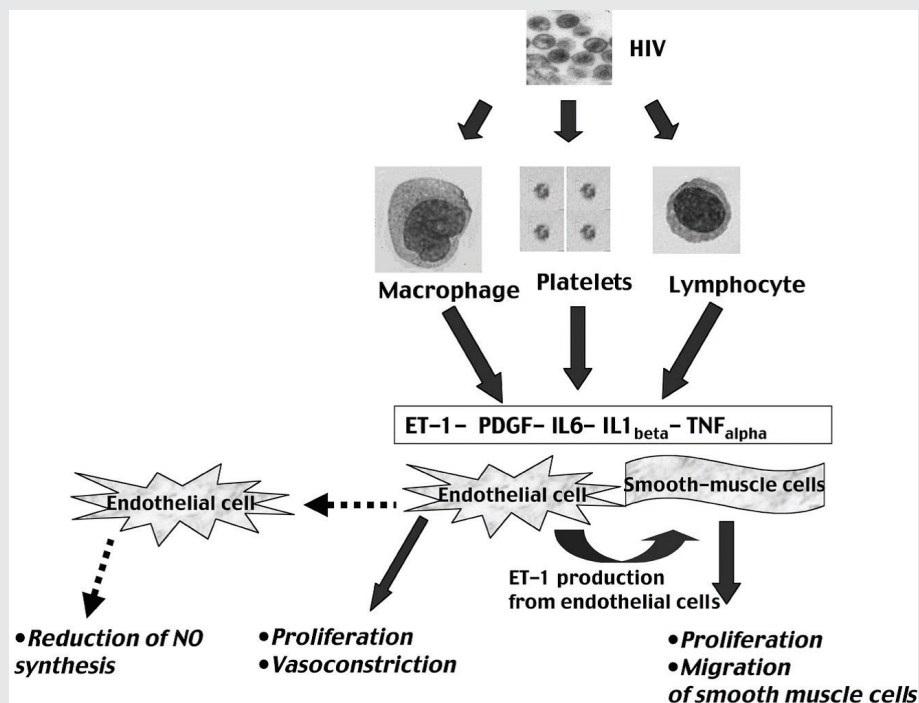 HIV
Macrophage
Platelets
Lymphocyte
ET-1 - PDGF- IL6- IL1beta- TNFalpha
Endothelial cell
Endothelial cell
Smooth-muscle cells
ET-1 production
from endothelial cells
•Reduction of NO
synthesis
•Proliferation
•Vasoconstriction
•Proliferation
•Migration
of smooth muscle cells